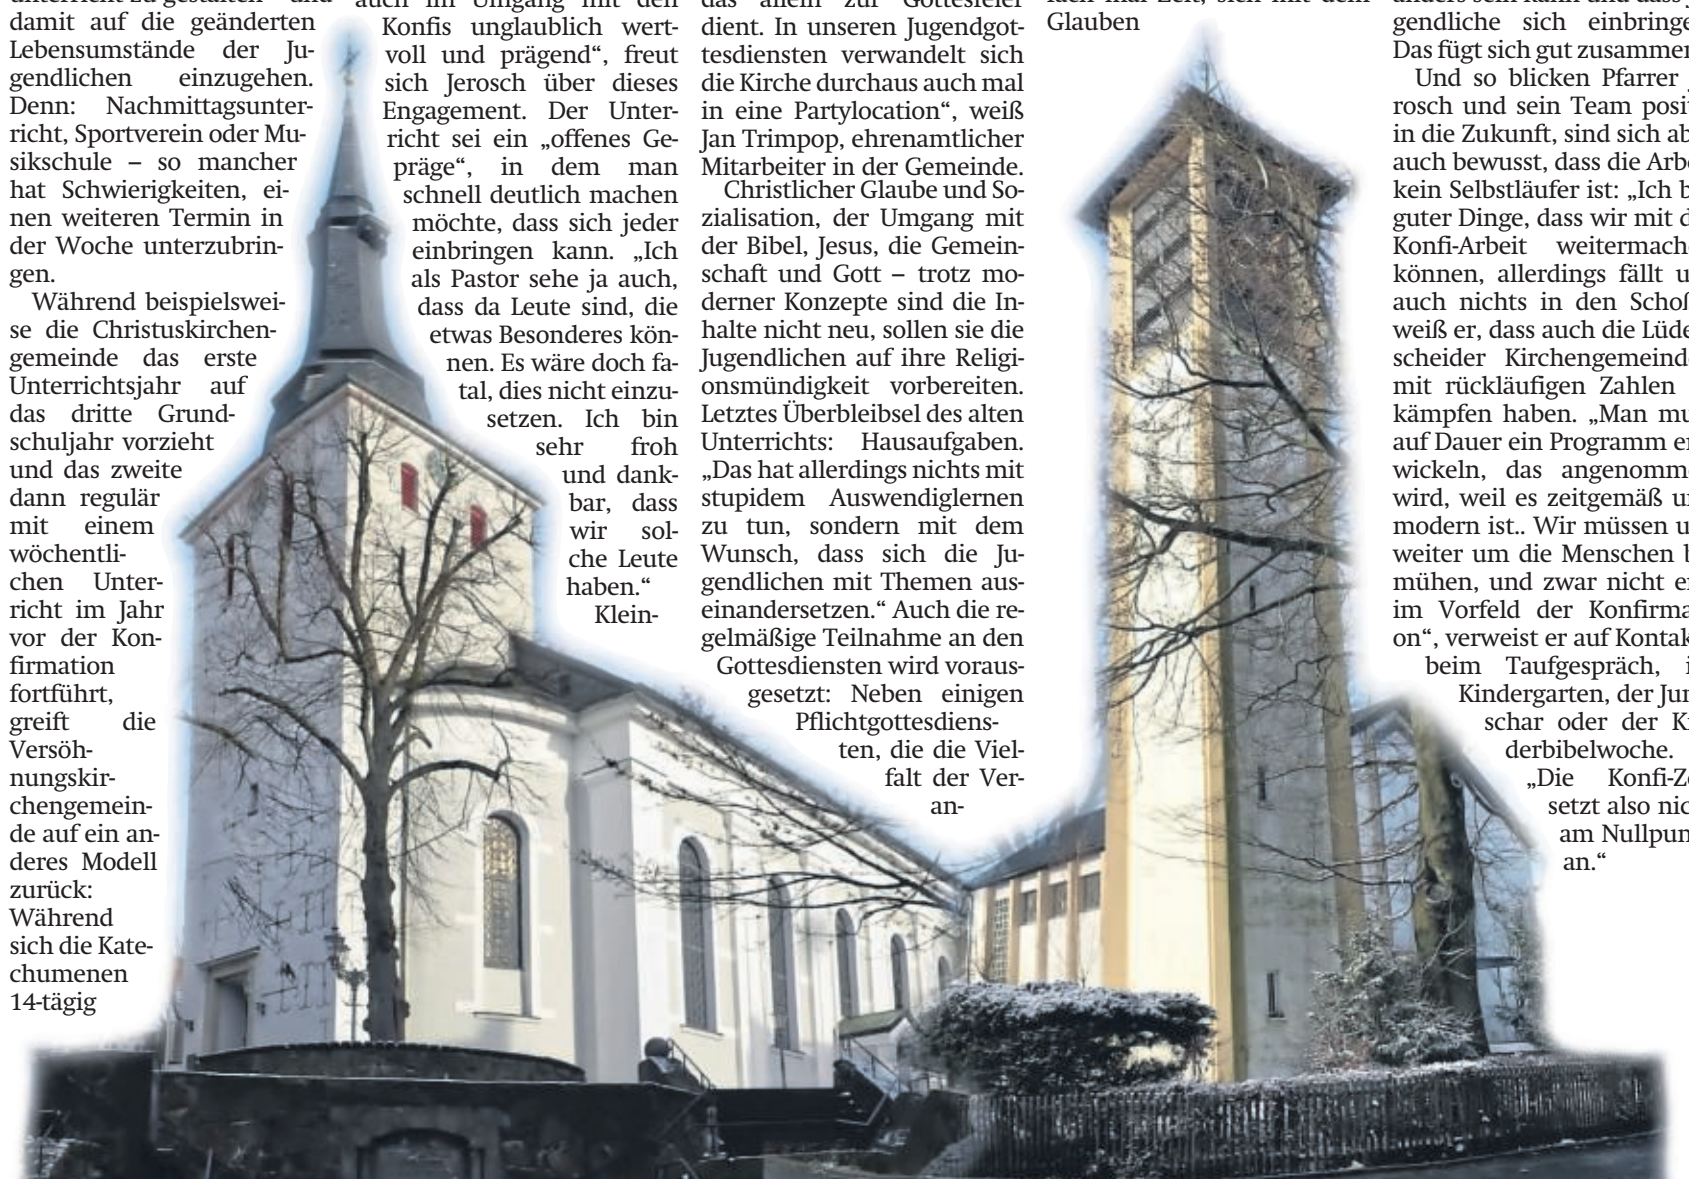 damit auf die geänderten
Lebensumstände der Ju-
gendlichen einzugehen.
Denn: Nachmittagsunter-
richt, Sportverein oder Mu-
sikschule – so mancher
hat Schwierigkeiten, ei-
nen weiteren Termin in
der Woche unterzubrin-
gen.
Während beispielswei-
se die Christuskirchen-
gemeinde das erste
Unterrichtsjahr auf
das dritte Grund-
schuljahr vorzieht
und das zweite
dann regulär
mit einem
wöchentli-
chen Unter-
richt im Jahr
vor der Kon-
firmation
fortführt,
greift die
Versöh-
nungskir-
chengemein-
de auf ein an-
deres Modell
zurück:
Während
sich die Kate-
chumenen
14-tägig
auch im Umgang mit den
Konfis unglaublich wert-
voll und prägend“, freut
sich Jerosch über dieses
Engagement. Der Unter-
richt sei ein „offenes Ge-
präge“, in dem man
schnell deutlich machen
möchte, dass sich jeder
einbringen kann. „Ich
als Pastor sehe ja auch,
dass da Leute sind, die
etwas Besonderes kön-
nen. Es wäre doch fa-
tal, dies nicht einzu-
setzen. Ich bin
sehr froh
und dank-
bar, dass
wir sol-
che Leute
haben.“
Klein-
das allein zur Gottesfeier
dient. In unseren Jugendgot-
tesdiensten verwandelt sich
die Kirche durchaus auch mal
in eine Partylocation“, weiß
Jan Trimpop, ehrenamtlicher
Mitarbeiter in der Gemeinde.
Christlicher Glaube und So-
zialisation, der Umgang mit
der Bibel, Jesus, die Gemein-
schaft und Gott – trotz mo-
derner Konzepte sind die In-
halte nicht neu, sollen sie die
Jugendlichen auf ihre Religi-
onsmündigkeit vorbereiten.
Letztes Überbleibsel des alten
Unterrichts: Hausaufgaben.
„Das hat allerdings nichts mit
stupidem Auswendiglernen
zu tun, sondern mit dem
Wunsch, dass sich die Ju-
gendlichen mit Themen aus-
einandersetzen.“ Auch die re-
gelmäßige Teilnahme an den
Gottesdiensten wird voraus-
gesetzt: Neben einigen
Pflichtgottesdiens-
ten, die die Viel-
falt der Ver-
an-
Glauben
gendliche sich einbringe
Das fügt sich gut zusammen
Und so blicken Pfarrer J
rosch und sein Team posit
in die Zukunft, sind sich ab
auch bewusst, dass die Arbe
kein Selbstläufer ist: „Ich b
guter Dinge, dass wir mit d
Konfi-Arbeit weitermache
können, allerdings fällt u
auch nichts in den Schoß
weiß er, dass auch die Lüde
scheider Kirchengemeinde
mit rückläufigen Zahlen
kämpfen haben. „Man mu
auf Dauer ein Programm en
wickeln, das angenomme
wird, weil es zeitgemäß un
modern ist.. Wir müssen u
weiter um die Menschen b
mühen, und zwar nicht er
im Vorfeld der Konfirma
on“, verweist er auf Kontak
beim Taufgespräch, i
Kindergarten, der Jun
schar oder der Ki
derbibelwoche.
„Die Konfi-Ze
setzt also nic
am Nullpun
an.“